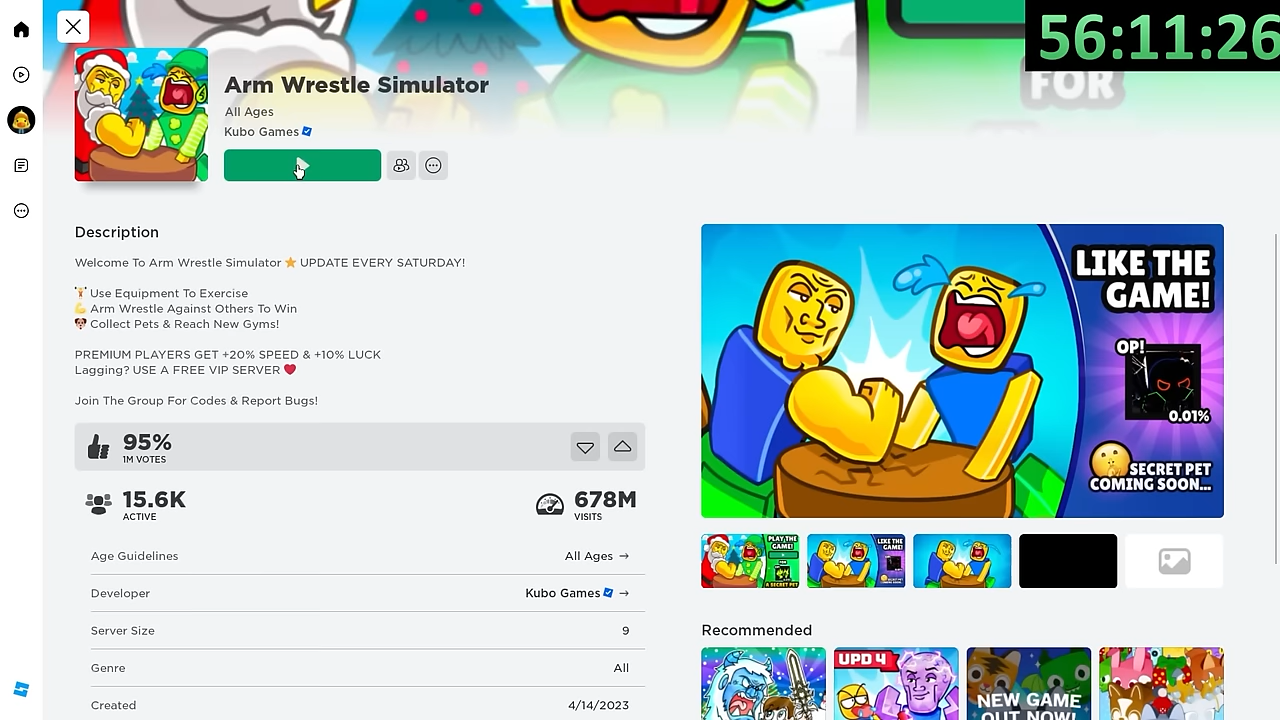 56:11:26
FOR
Arm Wrestle Simulator
All Ages
Kubo Games
Description
Welcome To Arm Wrestle Simulator ⭐ UPDATE EVERY SATURDAY!
🏋 Use Equipment To Exercise
💪 Arm Wrestle Against Others To Win
🐶 Collect Pets & Reach New Gyms!
PREMIUM PLAYERS GET +20% SPEED & +10% LUCK
Lagging? USE A FREE VIP SERVER ❤
Join The Group For Codes & Report Bugs!
95%
1M VOTES
15.6K
ACTIVE
678M
VISITS
Age Guidelines
All Ages →
Developer
Kubo Games →
Server Size
9
Genre
All
Created
4/14/2023
LIKE THE
GAME!
OP!
0.01%
SECRET PET
COMING SOON...
PLAY THE
GAME!
FOR
A SECRET PET
LIKE THE
GAME!
Recommended
UPD 4
NEW GAME
OUT NOW!